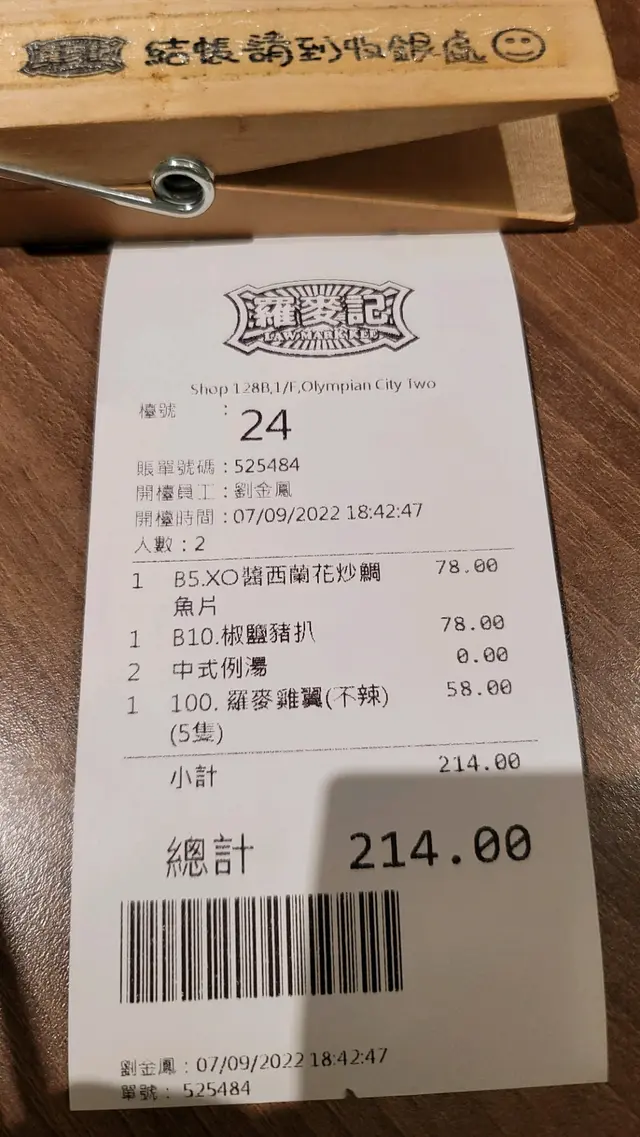 結帳請到收銀處
羅麥記
LAW MARK KEE
Shop 128B,1/F,Olympian City Two
檯號 :
24
賬單號碼 : 525484
開檯員工 : 劉金鳳
開檯時間 : 07/09/2022 18:42:47
人數 : 2
1 B5.XO醬西蘭花炒鯛 78.00
魚片
1 B10.椒鹽豬扒 78.00
2 中式例湯 0.00
1 100. 羅麥雞翼(不辣) 58.00
(5隻)
小計 214.00
總計 214.00
劉金鳳 : 07/09/2022 18:42:47
單號 : 525484